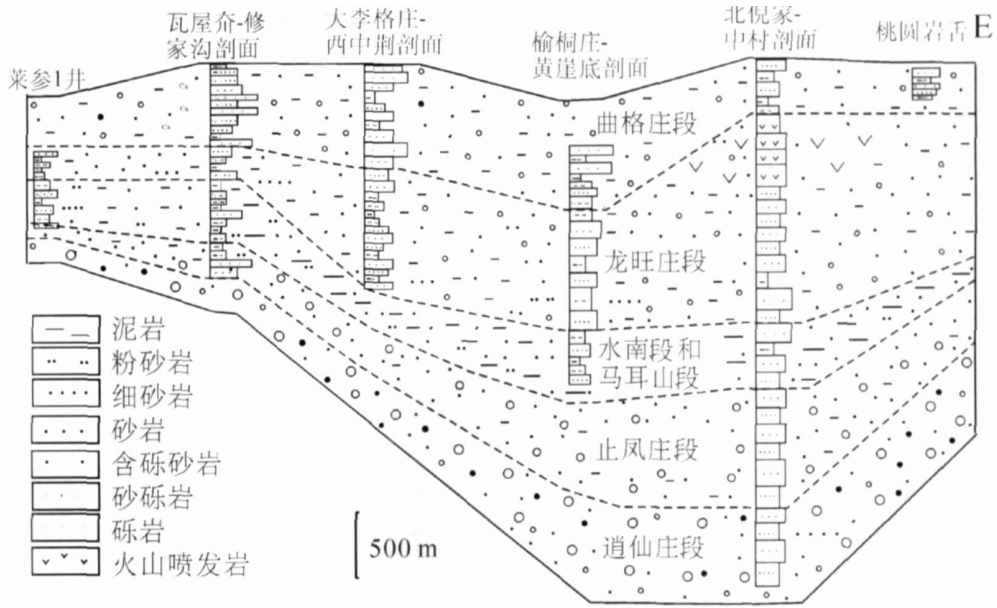 莱参1井
瓦屋夼-修
家沟剖面
大李格庄-
西中荆剖面
榆桐庄-
黄崖底剖面
北倪家-
中村剖面
桃圆岩舌
E
曲格庄段
龙旺庄段
水南段和
马耳山段
止凤庄段
逍仙庄段
泥岩
粉砂岩
细砂岩
砂岩
含砾砂岩
砂砾岩
砾岩
火山喷发岩
500 m